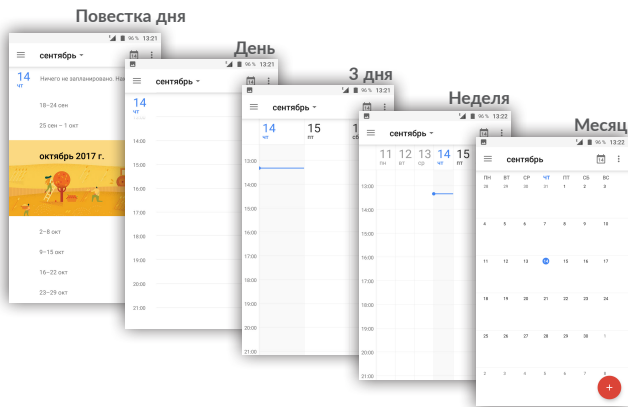 Повестка дня
96 % 13:21
сентябрь
14
14
чт
Ничего не запланировано. Наж
18–24 сен
25 сен – 1 окт
октябрь 2017 г.
2–8 окт
9–15 окт
16–22 окт
23–29 окт
День
96 % 13:21
сентябрь
14
чт
14:00
15:00
16:00
17:00
18:00
19:00
20:00
21:00
3 дня
96 % 13:21
сентябрь
14
14 15 1
чт пт сб
13:00
14:00
15:00
16:00
17:00
18:00
19:00
20:00
21:00
Неделя
96 % 13:22
сентябрь
11 12 13 14 15
пн вт ср чт пт
13:00
14:00
15:00
16:00
17:00
18:00
19:00
20:00
21:00
Месяц
96 % 13:22
сентябрь
14
ПН ВТ СР ЧТ ПТ СБ ВС
28 29 30 31 1 2 3
4 5 6 7 8 9 10
11 12 13 14 15 16 17
18 19 20 21 22 23 24
25 26 27 28 29 30 1
2 3 4 5 6 7 8